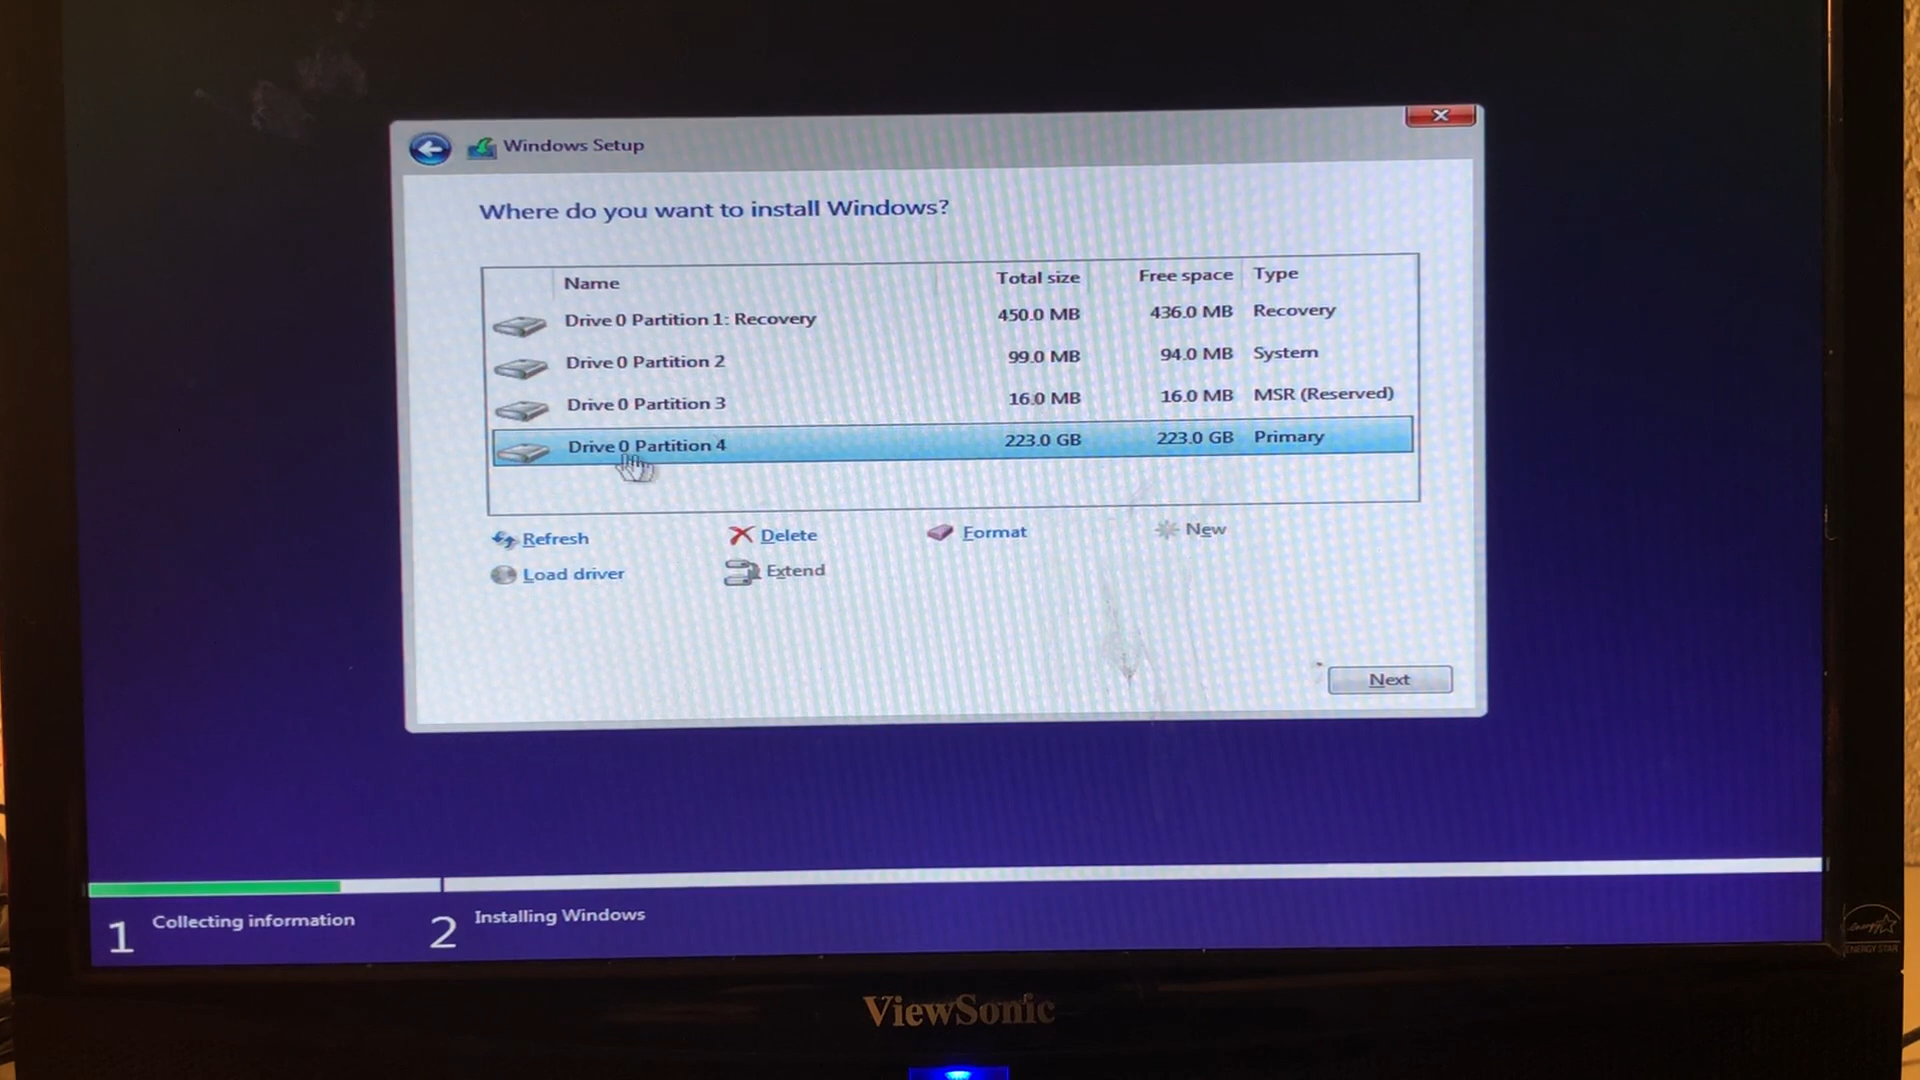 Windows Setup
Where do you want to install Windows?
Name Total size Free space Type
Drive 0 Partition 1: Recovery 450.0 MB 436.0 MB Recovery
Drive 0 Partition 2 99.0 MB 94.0 MB System
Drive 0 Partition 3 16.0 MB 16.0 MB MSR (Reserved)
Drive 0 Partition 4 223.0 GB 223.0 GB Primary
Refresh Delete Format New
Load driver Extend
Next
1 Collecting information 2 Installing Windows
energy
ENERGY STAR
ViewSonic